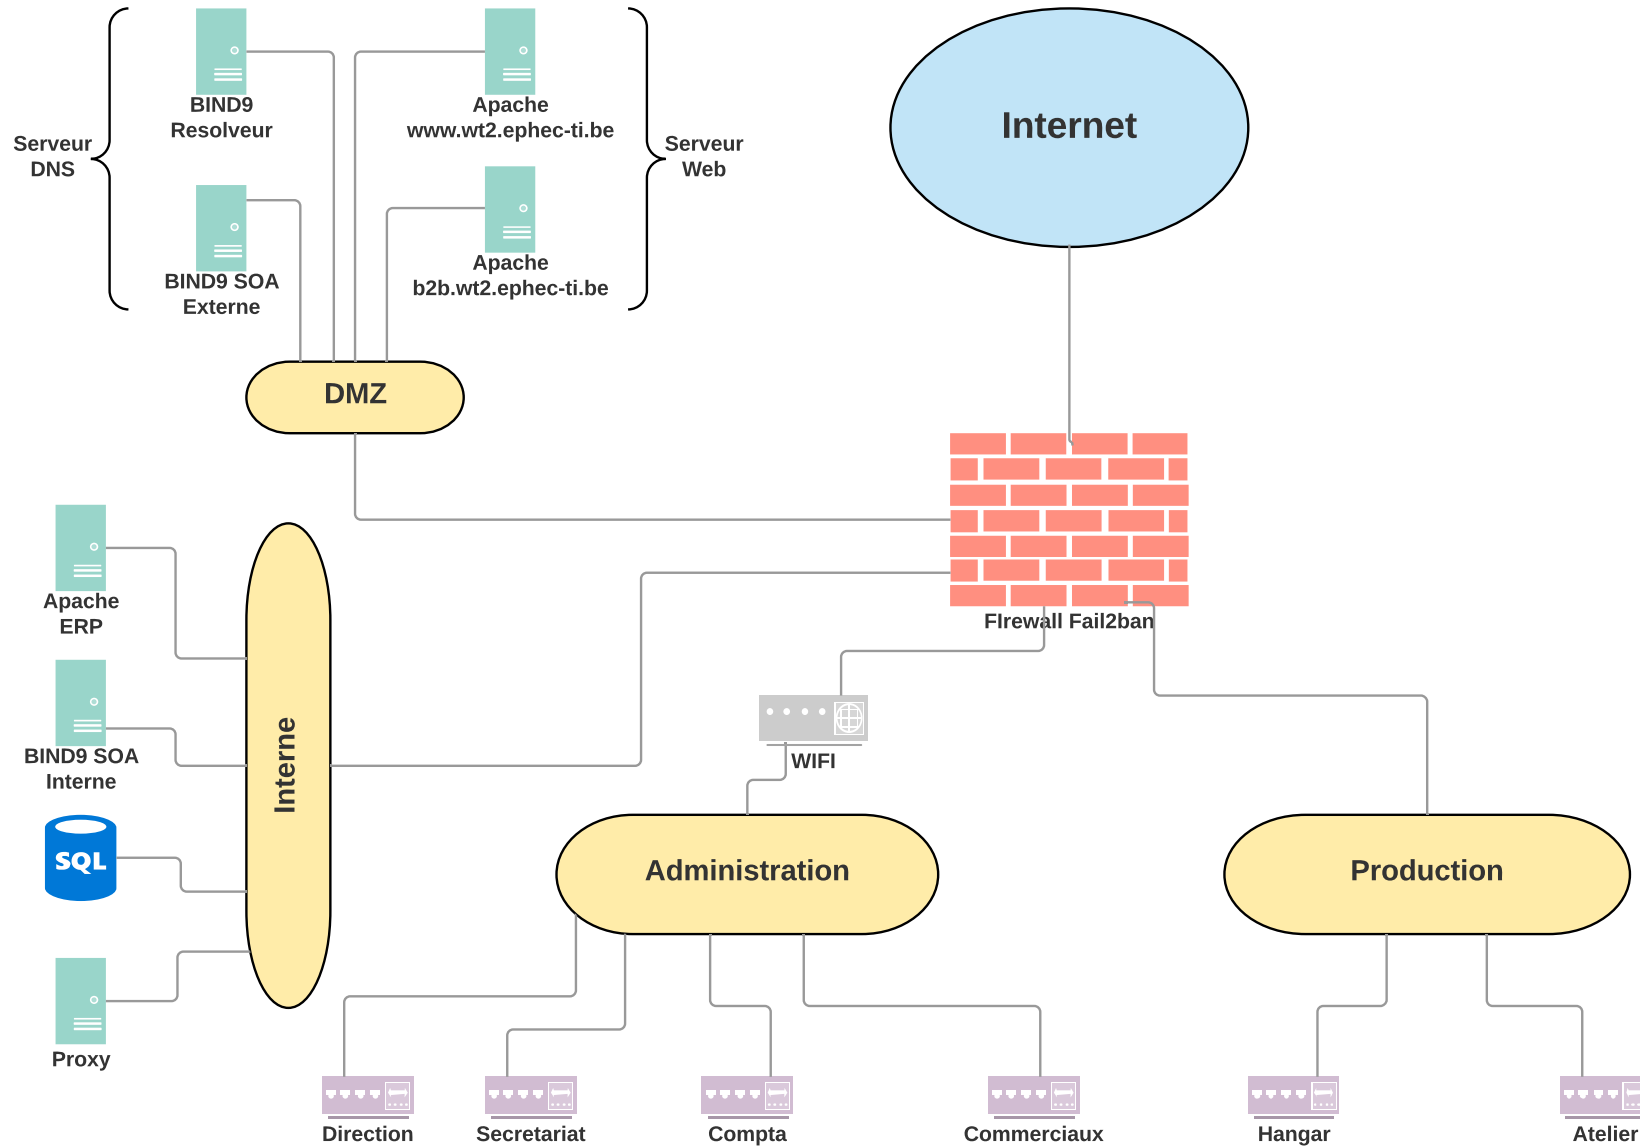 BIND9
Resolveur
Apache
www.wt2.ephec-ti.be
Serveur
DNS
Serveur
Web
Internet
BIND9 SOA
Externe
Apache
b2b.wt2.ephec-ti.be
DMZ
FIrewall Fail2ban
Apache
ERP
BIND9 SOA
Interne
SQL
Proxy
Interne
WIFI
Administration
Production
Direction
Secretariat
Compta
Commerciaux
Hangar
Atelier